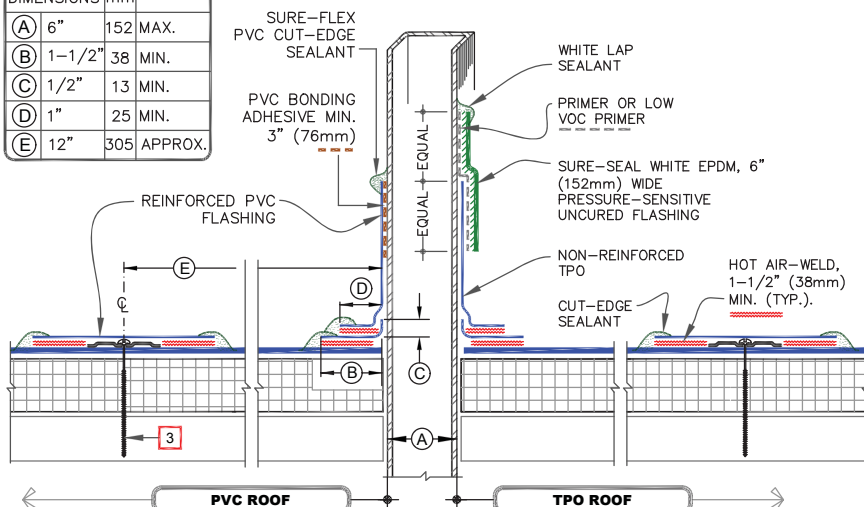 DIMENSIONS mm
A 6" 152 MAX.
B 1-1/2" 38 MIN.
C 1/2" 13 MIN.
D 1" 25 MIN.
E 12" 305 APPROX.
SURE-FLEX
PVC CUT-EDGE
SEALANT
PVC BONDING
ADHESIVE MIN.
3" (76mm)
REINFORCED PVC
FLASHING
WHITE LAP
SEALANT
PRIMER OR LOW
VOC PRIMER
EQUAL
EQUAL
SURE-SEAL WHITE EPDM, 6"
(152mm) WIDE
PRESSURE-SENSITIVE
UNCURED FLASHING
NON-REINFORCED
TPO
HOT AIR-WELD,
1-1/2" (38mm)
MIN. (TYP.).
CUT-EDGE
SEALANT
E
℄
D
B
C
A
3
PVC ROOF
TPO ROOF